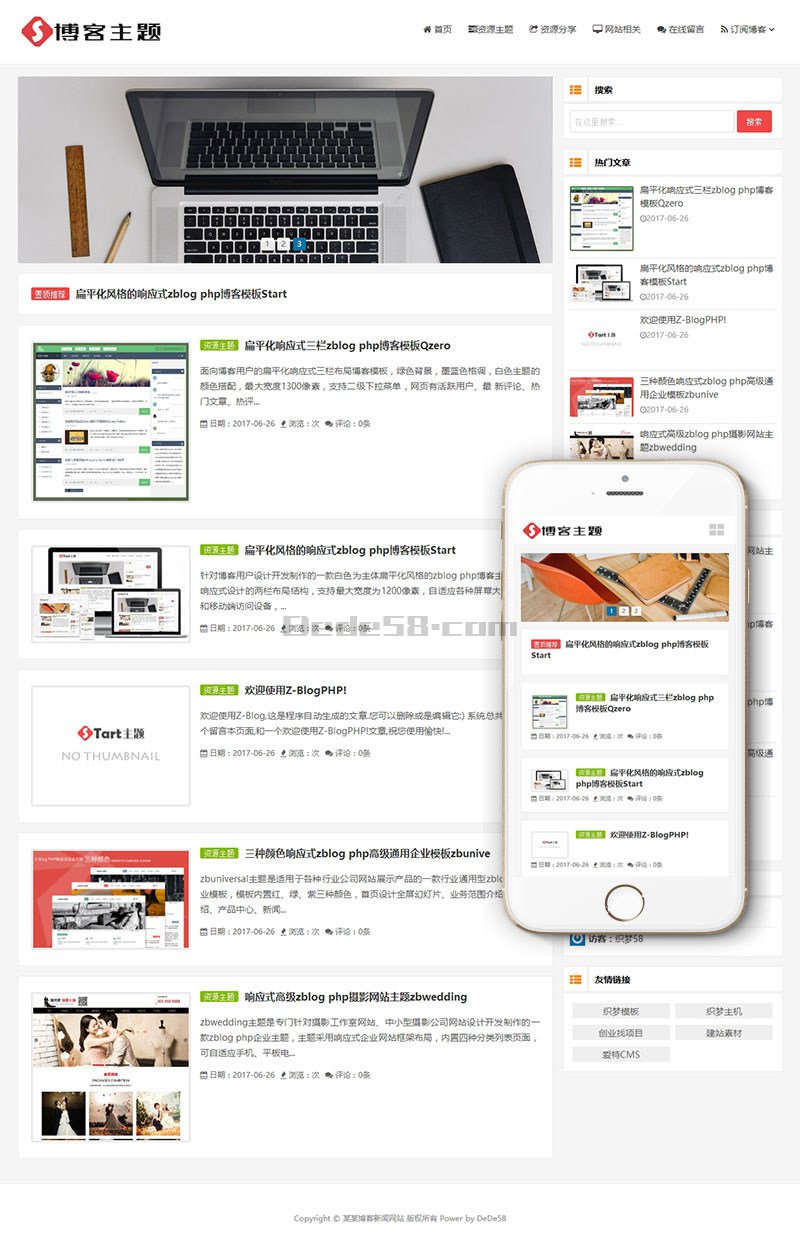 博客主题
首页 资源主题 资源分享 网站相关 在线留言 订阅博客
1 2 3
置顶推荐 扁平化风格的响应式zblog php博客模板Start
资源主题 扁平化响应式三栏zblog php博客模板Qzero
面向博客用户的扁平化响应式三栏布局博客模板，绿色背景，墨蓝色格调，白色主题的
颜色搭配，最大宽度1300像素，支持二级下拉菜单，网页有活跃用户、最 新评论、热
门文章、热评...
日期：2017-06-26 浏览：次 评论：0条
资源主题 扁平化风格的响应式zblog php博客模板Start
针对博客用户设计开发制作的一款白色为主体扁平化风格的zblog php博客主
响应式设计的两栏布局结构，支持最大宽度为1200像素，自适应各种屏幕大
和移动端访问设备，...
日期：2017-06-26 浏览：次 评论：0条
Dede58.com
Tart主题
NO THUMBNAIL
资源主题 欢迎使用Z-BlogPHP!
欢迎使用Z-Blog,这是程序自动生成的文章.您可以删除或是编辑它:) 系统总共
个留言本页面,和一个欢迎使用Z-BlogPHP!文章,祝您使用愉快!...
日期：2017-06-26 浏览：次 评论：0条
Z-Blog PHP响应式企业模板 三种颜色
资源主题 三种颜色响应式zblog php高级通用企业模板zbunive
zbuniversal主题是适用于各种行业公司网站展示产品的一款行业通用型zblo
业模板，模板内置红、绿、紫三种颜色，首页设计全屏幻灯片、业务范围介绍
绍、产品中心、新闻...
日期：2017-06-26 浏览：次 评论：0条
资源主题 响应式高级zblog php摄影网站主题zbwedding
zbwedding主题是专门针对摄影工作室网站、中小型摄影公司网站设计开发制作的一
款zblog php企业主题，主题采用响应式企业网站框架布局，内置四种分类列表页面，
可自适应手机、平板电...
日期：2017-06-26 浏览：次 评论：0条
搜索
在这里搜索...
搜索
热门文章
扁平化响应式三栏zblog php博客
模板Qzero
2017-06-26
扁平化风格的响应式zblog php博
客模板Start
2017-06-26
Tart主题
NO THUMBNAIL
欢迎使用Z-BlogPHP!
2017-06-26
三种颜色响应式zblog php高级通
用企业模板zbunive
2017-06-26
响应式高级zblog php摄影网站主
题zbwedding
网站主
php博客
php博
高级通
博客主题
1 2 3
置顶推荐 扁平化风格的响应式zblog php博客模板
Start
资源主题 扁平化响应式三栏zblog php博客
模板Qzero
日期：2017-06-26 浏览：次 评论：0条
资源主题 扁平化风格的响应式zblog
php博客模板Start
日期：2017-06-26 浏览：次 评论：0条
资源主题 欢迎使用Z-BlogPHP!
日期：2017-06-26 浏览：次 评论：0条
访客：织梦58
友情链接
织梦模板 织梦主机
创业找项目 建站素材
爱特CMS
Copyright © 某某博客新闻网站 版权所有 Power by DeDe58